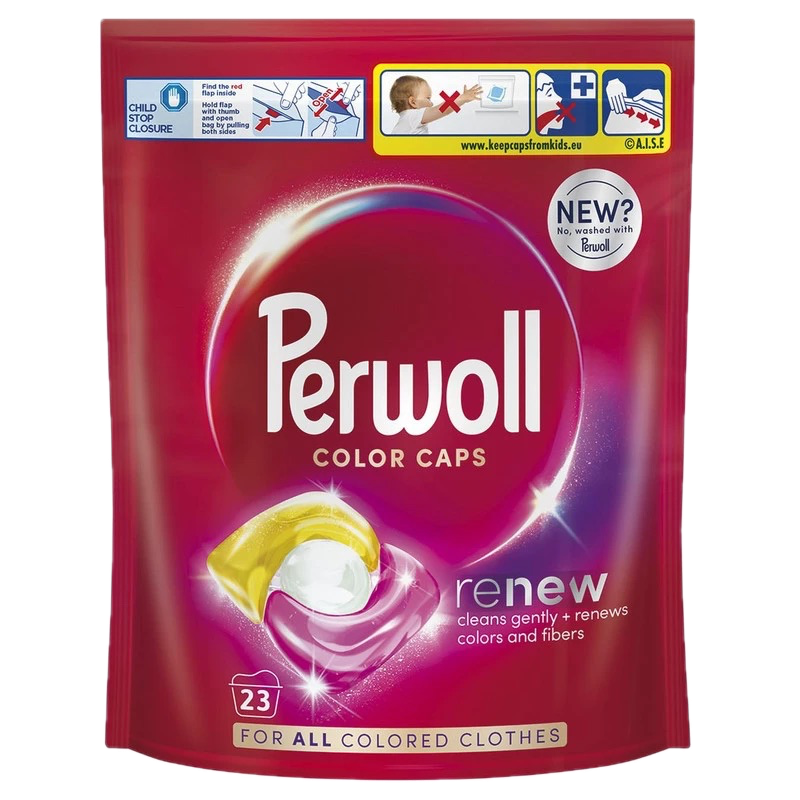 CHILD
STOP
CLOSURE
Find the red
flap inside
Hold flap
with thumb
and open
bag by pulling
both sides
Open
www.keepcapsfromkids.eu
© A.I.S.E
NEW?
No, washed with
Perwoll
Perwoll
COLOR CAPS
renew
cleans gently + renews
colors and fibers
23
FOR ALL COLORED CLOTHES